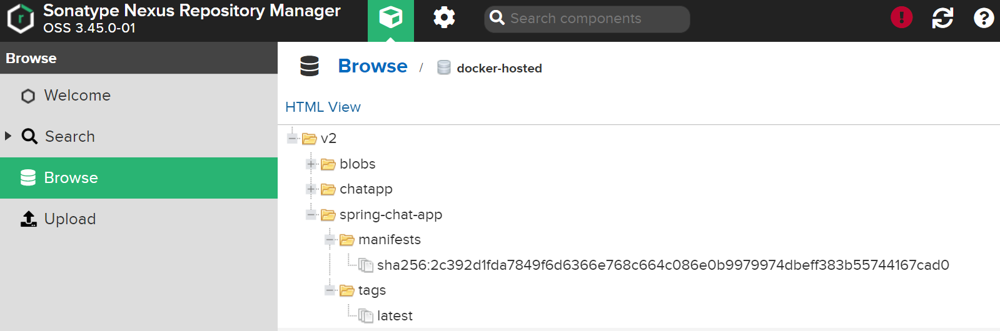 Sonatype Nexus Repository Manager
OSS 3.45.0-01
Search components
Browse
Welcome
Search
Browse
Upload
Browse / docker-hosted
HTML View
v2
blobs
chatapp
spring-chat-app
manifests
sha256:2c392d1fda7849f6d6366e768c664c086e0b9979974dbeff383b55744167cad0
tags
latest